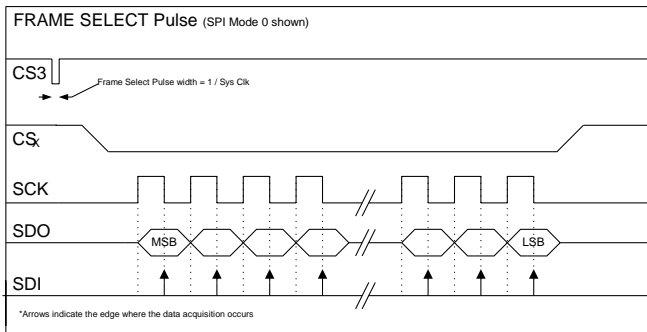 FRAME SELECT Pulse (SPI Mode 0 shown)
CS3
Frame Select Pulse width = 1 / Sys Clk
CSx
SCK
SDO
MSB
LSB
SDI
*Arrows indicate the edge where the data acquisition occurs